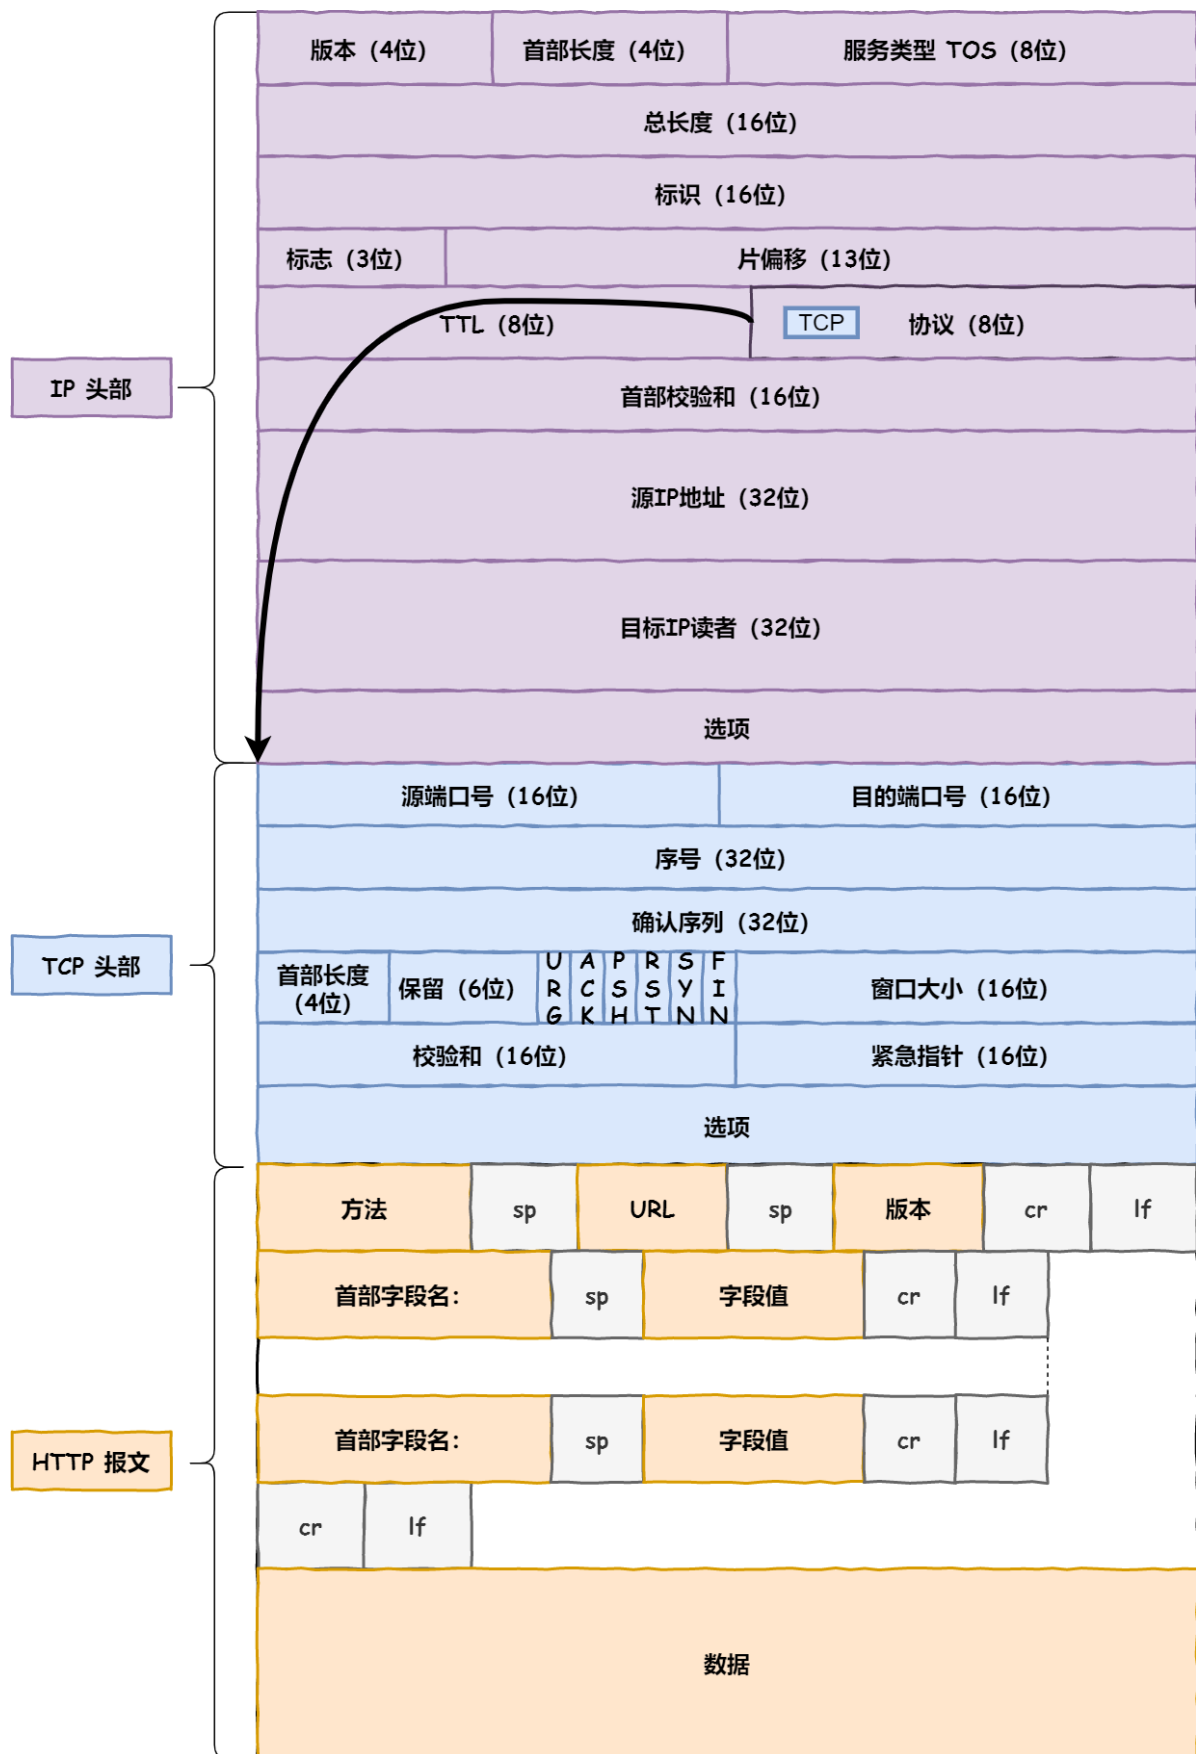 版本（4位） 首部长度（4位） 服务类型 TOS（8位）
总长度（16位）
标识（16位）
标志（3位） 片偏移（13位）
TTL（8位） TCP 协议（8位）
IP 头部
首部校验和（16位）
源IP地址（32位）
目标IP读者（32位）
选项
源端口号（16位） 目的端口号（16位）
序号（32位）
确认序列（32位）
TCP 头部
首部长度
（4位）
保留（6位） URG ACK PSH RST SYN FIN 窗口大小（16位）
校验和（16位） 紧急指针（16位）
选项
方法 sp URL sp 版本 cr lf
首部字段名： sp 字段值 cr lf
首部字段名： sp 字段值 cr lf
HTTP 报文
cr lf
数据